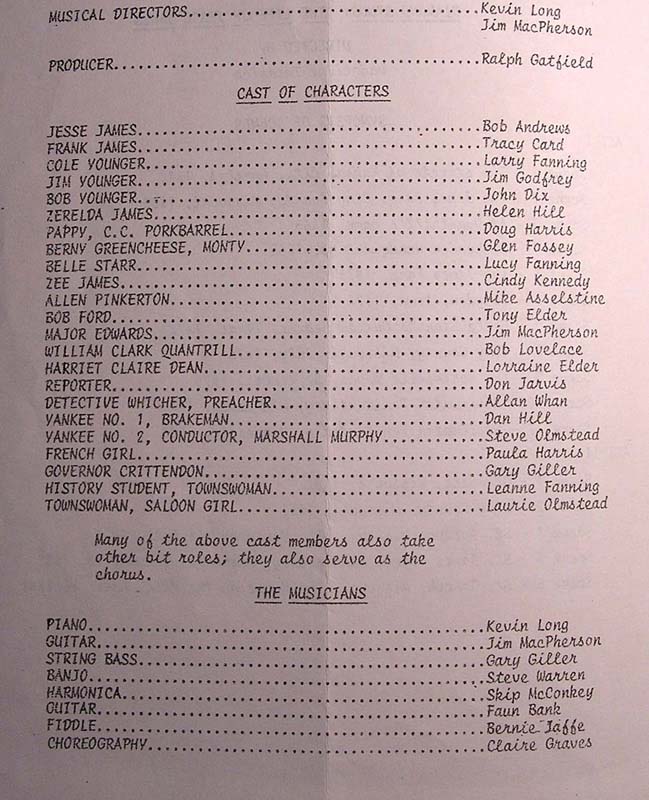 MUSICAL DIRECTORS........................................Kevin Long
Jim MacPherson
PRODUCER.................................................Ralph Gatfield
CAST OF CHARACTERS
JESSE JAMES..............................................Bob Andrews
FRANK JAMES..............................................Tracy Card
COLE YOUNGER.............................................Larry Fanning
JIM YOUNGER..............................................Jim Godfrey
BOB YOUNGER..............................................John Dix
ZERELDA JAMES............................................Helen Hill
PAPPY, C.C. PORKBARREL...................................Doug Harris
BERNY GREENCHEESE, MONTY.................................Glen Fossey
BELLE STARR..............................................Lucy Fanning
ZEE JAMES................................................Cindy Kennedy
ALLEN PINKERTON..........................................Mike Asselstine
BOB FORD.................................................Tony Elder
MAJOR EDWARDS............................................Jim MacPherson
WILLIAM CLARK QUANTRILL..................................Bob Lovelace
HARRIET CLAIRE DEAN......................................Lorraine Elder
REPORTER.................................................Don Jarvis
DETECTIVE WHICHER, PREACHER..............................Allan Whan
YANKEE NO. 1, BRAKEMAN...................................Dan Hill
YANKEE NO. 2, CONDUCTOR, MARSHALL MURPHY.................Steve Olmstead
FRENCH GIRL..............................................Paula Harris
GOVERNOR CRITTENDON......................................Gary Giller
HISTORY STUDENT, TOWNSWOMAN..............................Leanne Fanning
TOWNSWOMAN, SALOON GIRL..................................Laurie Olmstead
Many of the above cast members also take
other bit roles; they also serve as the
chorus.
THE MUSICIANS
PIANO....................................................Kevin Long
GUITAR...................................................Jim MacPherson
STRING BASS..............................................Gary Giller
BANJO....................................................Steve Warren
HARMONICA................................................Skip McConkey
GUITAR...................................................Faun Bank
FIDDLE...................................................Bernie Jaffe
CHOREOGRAPHY.............................................Claire Graves